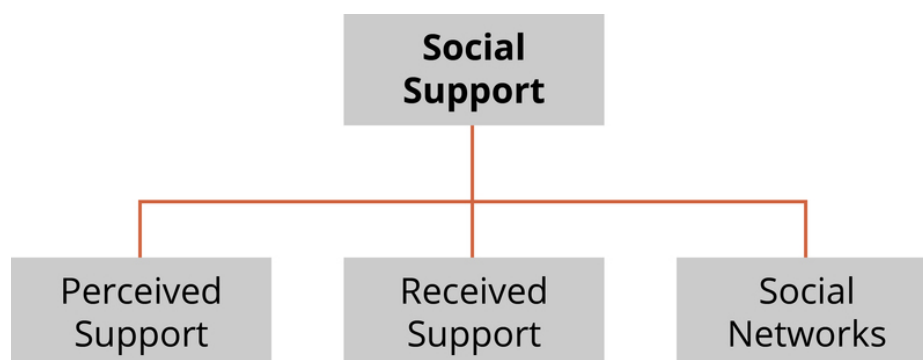 Social
Support
Perceived
Support
Received
Support
Social
Networks